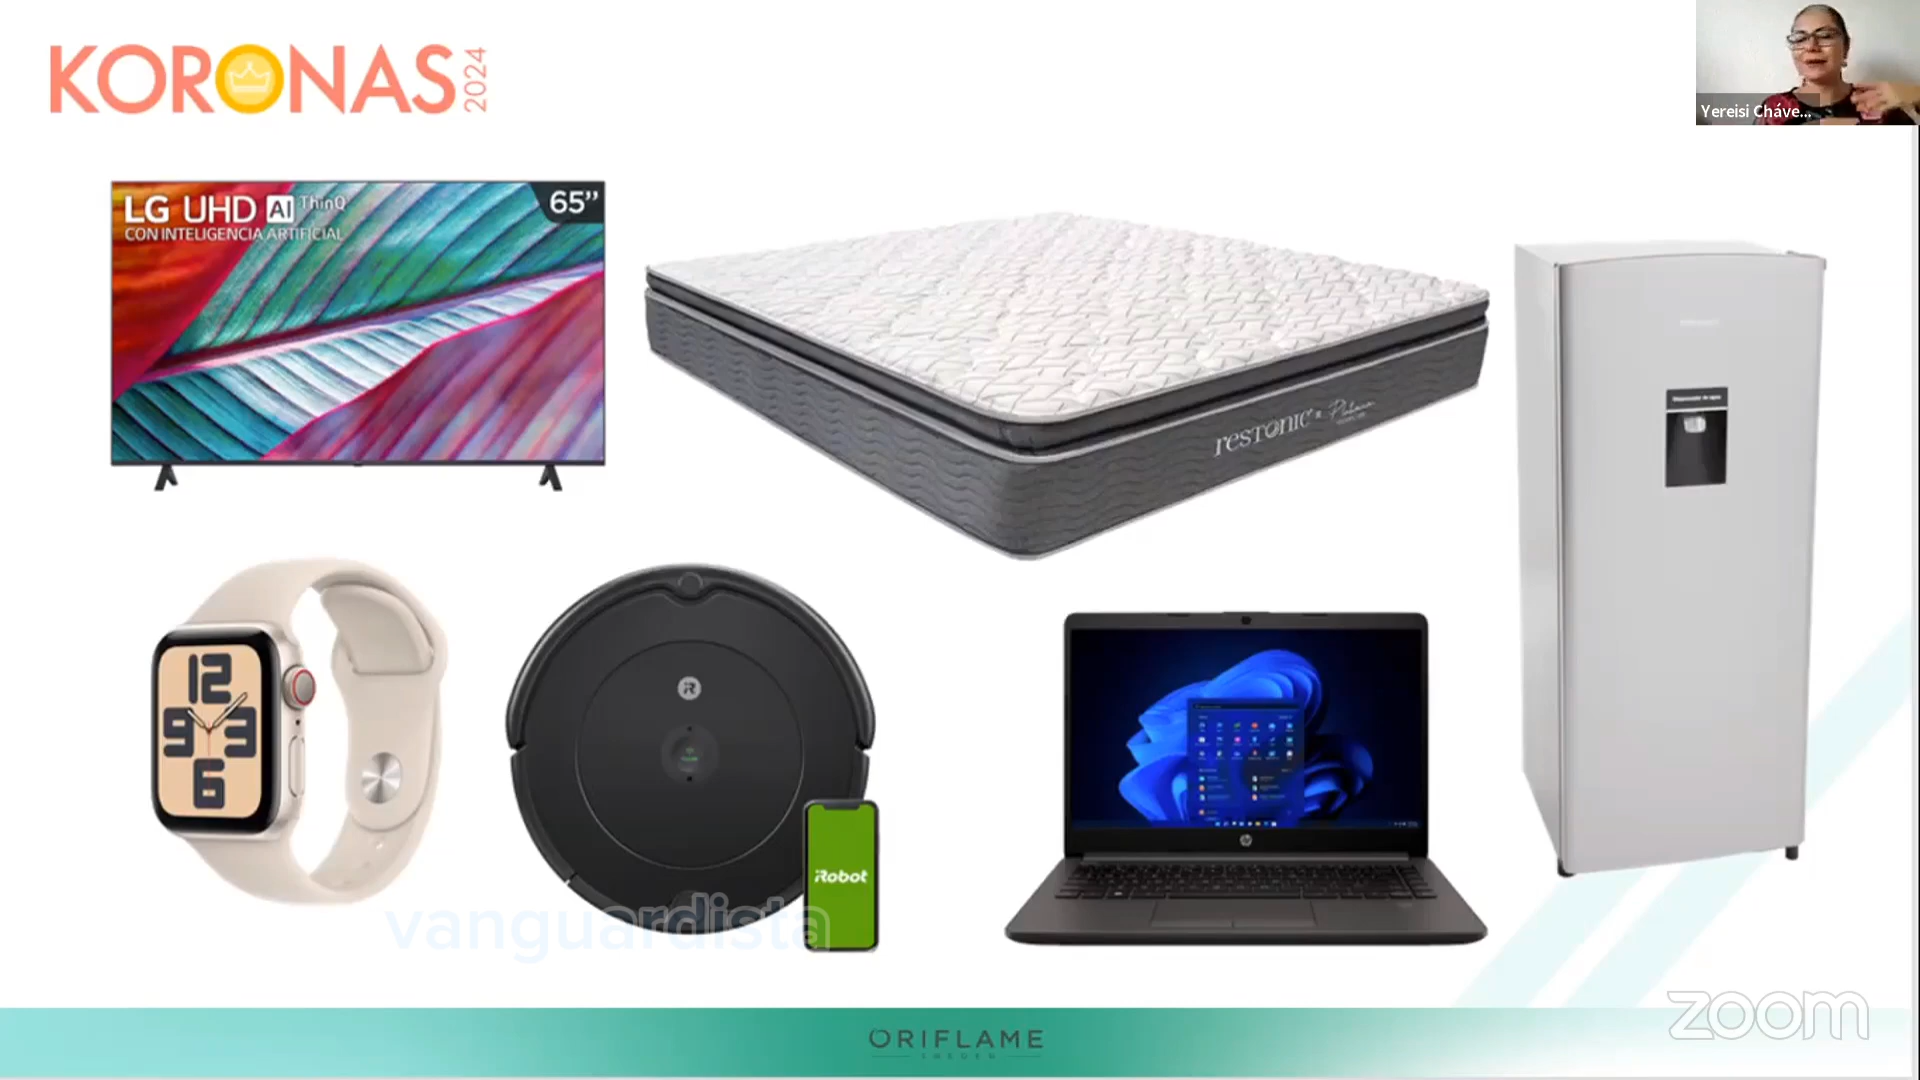 KORONAS 2024
Yereisi Cháve...
LG UHD AI ThinQ
CON INTELIGENCIA ARTIFICIAL
65”
RESTONIC
12
9 3
6
iRobot
vanguardista
ORIFLAME
SWEDEN
zoom